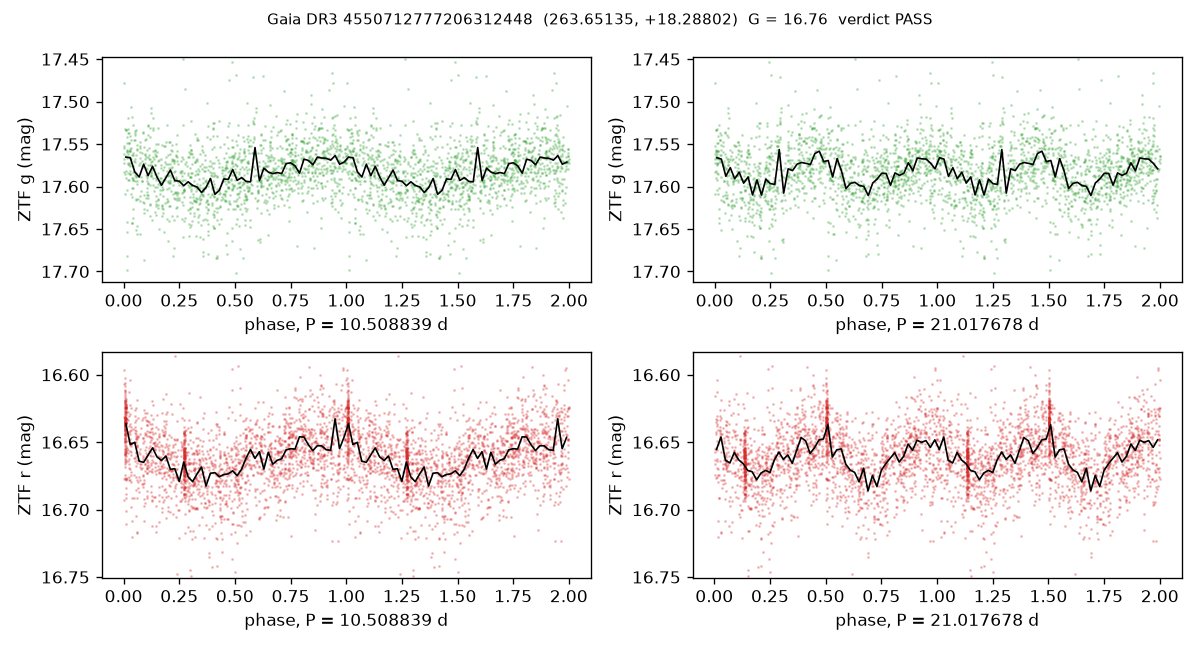 Gaia DR3 4550712777206312448  (263.65135, +18.28802)  G = 16.76  verdict PASS
ZTF g (mag)
17.45
17.50
17.55
17.60
17.65
17.70
0.00 0.25 0.50 0.75 1.00 1.25 1.50 1.75 2.00
phase, P = 10.508839 d
ZTF g (mag)
17.45
17.50
17.55
17.60
17.65
17.70
0.00 0.25 0.50 0.75 1.00 1.25 1.50 1.75 2.00
phase, P = 21.017678 d
ZTF r (mag)
16.60
16.65
16.70
16.75
0.00 0.25 0.50 0.75 1.00 1.25 1.50 1.75 2.00
phase, P = 10.508839 d
ZTF r (mag)
16.60
16.65
16.70
16.75
0.00 0.25 0.50 0.75 1.00 1.25 1.50 1.75 2.00
phase, P = 21.017678 d